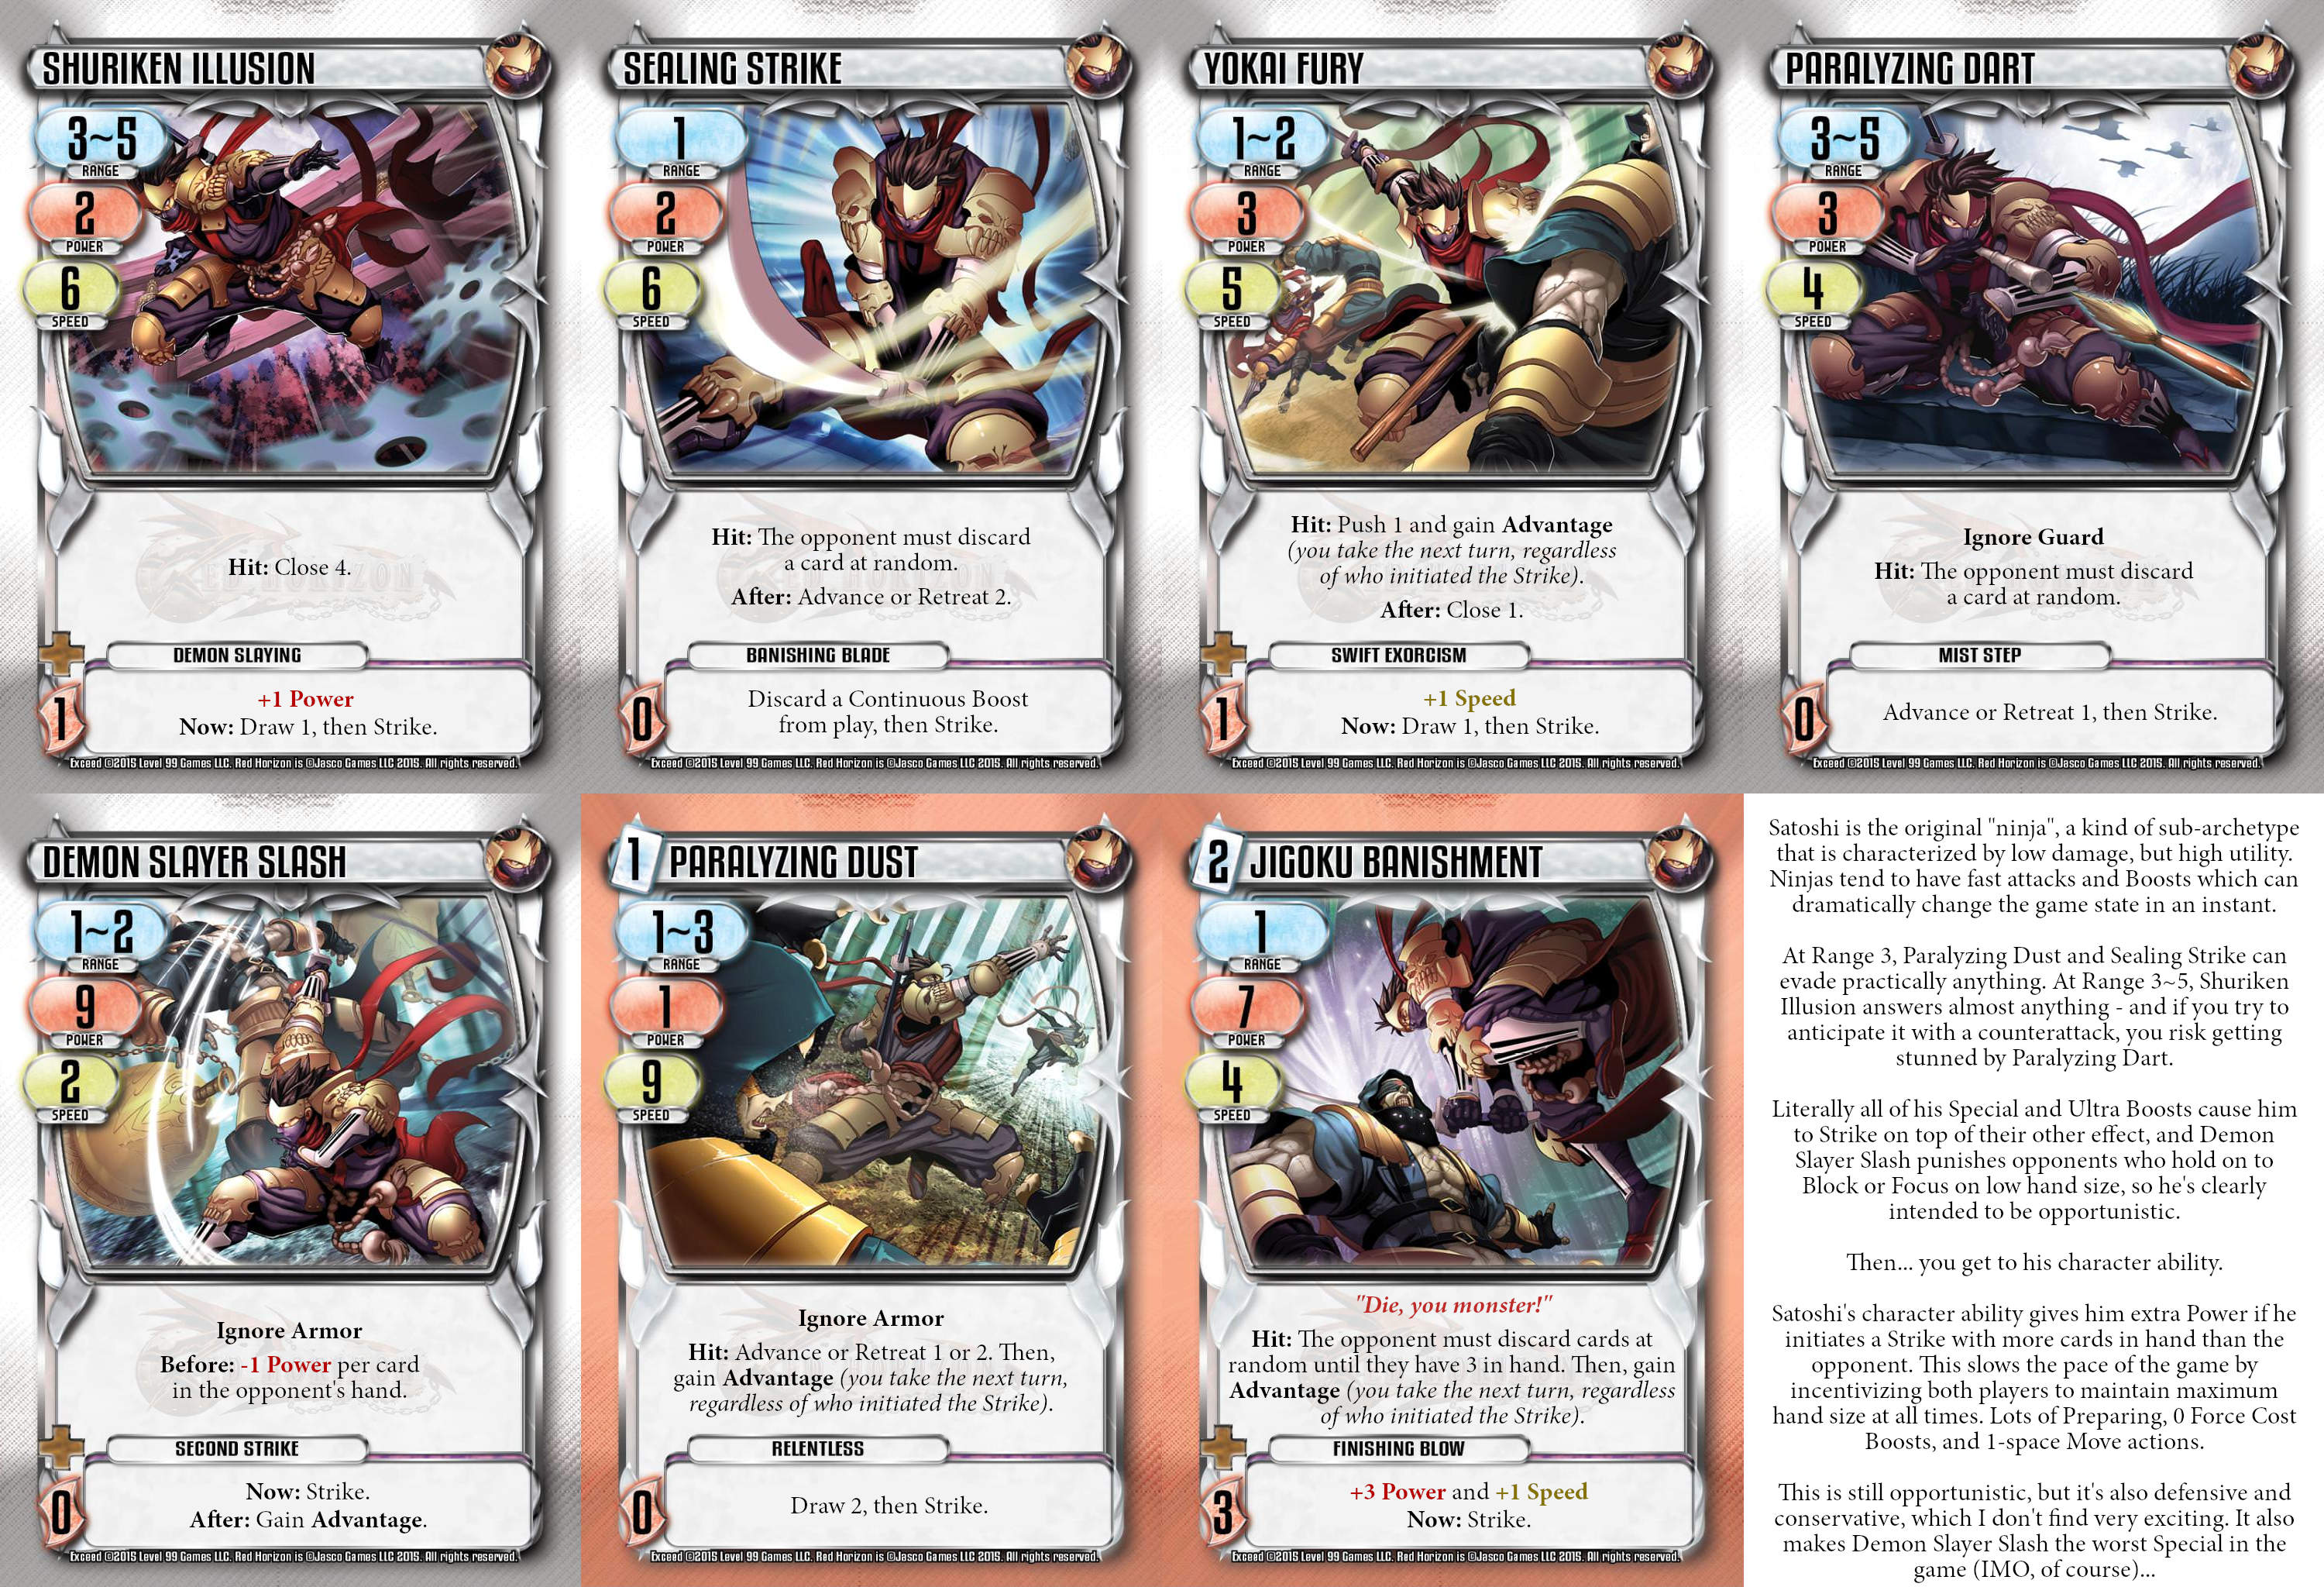 SHURIKEN ILLUSION
3~5
RANGE
2
POWER
6
SPEED
Hit: Close 4.
DEMON SLAYING
1
+1 Power
Now: Draw 1, then Strike.
Exceed ©2015 Level 99 Games LLC. Red Horizon is ©Jasco Games LLC 2015. All rights reserved.
SEALING STRIKE
1
RANGE
2
POWER
6
SPEED
Hit: The opponent must discard
a card at random.
After: Advance or Retreat 2.
BANISHING BLADE
0
Discard a Continuous Boost
from play, then Strike.
Exceed ©2015 Level 99 Games LLC. Red Horizon is ©Jasco Games LLC 2015. All rights reserved.
YOKAI FURY
1~2
RANGE
3
POWER
5
SPEED
Hit: Push 1 and gain Advantage
(you take the next turn, regardless
of who initiated the Strike).
After: Close 1.
SWIFT EXORCISM
1
+1 Speed
Now: Draw 1, then Strike.
Exceed ©2015 Level 99 Games LLC. Red Horizon is ©Jasco Games LLC 2015. All rights reserved.
PARALYZING DART
3~5
RANGE
3
POWER
4
SPEED
Ignore Guard
Hit: The opponent must discard
a card at random.
MIST STEP
0
Advance or Retreat 1, then Strike.
Exceed ©2015 Level 99 Games LLC. Red Horizon is ©Jasco Games LLC 2015. All rights reserved.
DEMON SLAYER SLASH
1~2
RANGE
9
POWER
2
SPEED
Ignore Armor
Before: -1 Power per card
in the opponent's hand.
SECOND STRIKE
0
Now: Strike.
After: Gain Advantage.
Exceed ©2015 Level 99 Games LLC. Red Horizon is ©Jasco Games LLC 2015. All rights reserved.
1 PARALYZING DUST
1~3
RANGE
1
POWER
9
SPEED
Ignore Armor
Hit: Advance or Retreat 1 or 2. Then,
gain Advantage (you take the next turn,
regardless of who initiated the Strike).
RELENTLESS
0
Draw 2, then Strike.
Exceed ©2015 Level 99 Games LLC. Red Horizon is ©Jasco Games LLC 2015. All rights reserved.
2 JIGOKU BANISHMENT
1
RANGE
7
POWER
4
SPEED
"Die, you monster!"
Hit: The opponent must discard cards at
random until they have 3 in hand. Then, gain
Advantage (you take the next turn, regardless
of who initiated the Strike).
FINISHING BLOW
3
+3 Power and +1 Speed
Now: Strike.
Exceed ©2015 Level 99 Games LLC. Red Horizon is ©Jasco Games LLC 2015. All rights reserved.
Satoshi is the original "ninja", a kind of sub-archetype
that is characterized by low damage, but high utility.
Ninjas tend to have fast attacks and Boosts which can
dramatically change the game state in an instant.
At Range 3, Paralyzing Dust and Sealing Strike can
evade practically anything. At Range 3~5, Shuriken
Illusion answers almost anything - and if you try to
anticipate it with a counterattack, you risk getting
stunned by Paralyzing Dart.
Literally all of his Special and Ultra Boosts cause him
to Strike on top of their other effect, and Demon
Slayer Slash punishes opponents who hold on to
Block or Focus on low hand size, so he's clearly
intended to be opportunistic.
Then... you get to his character ability.
Satoshi's character ability gives him extra Power if he
initiates a Strike with more cards in hand than the
opponent. This slows the pace of the game by
incentivizing both players to maintain maximum
hand size at all times. Lots of Preparing, 0 Force Cost
Boosts, and 1-space Move actions.
This is still opportunistic, but it's also defensive and
conservative, which I don't find very exciting. It also
makes Demon Slayer Slash the worst Special in the
game (IMO, of course)...